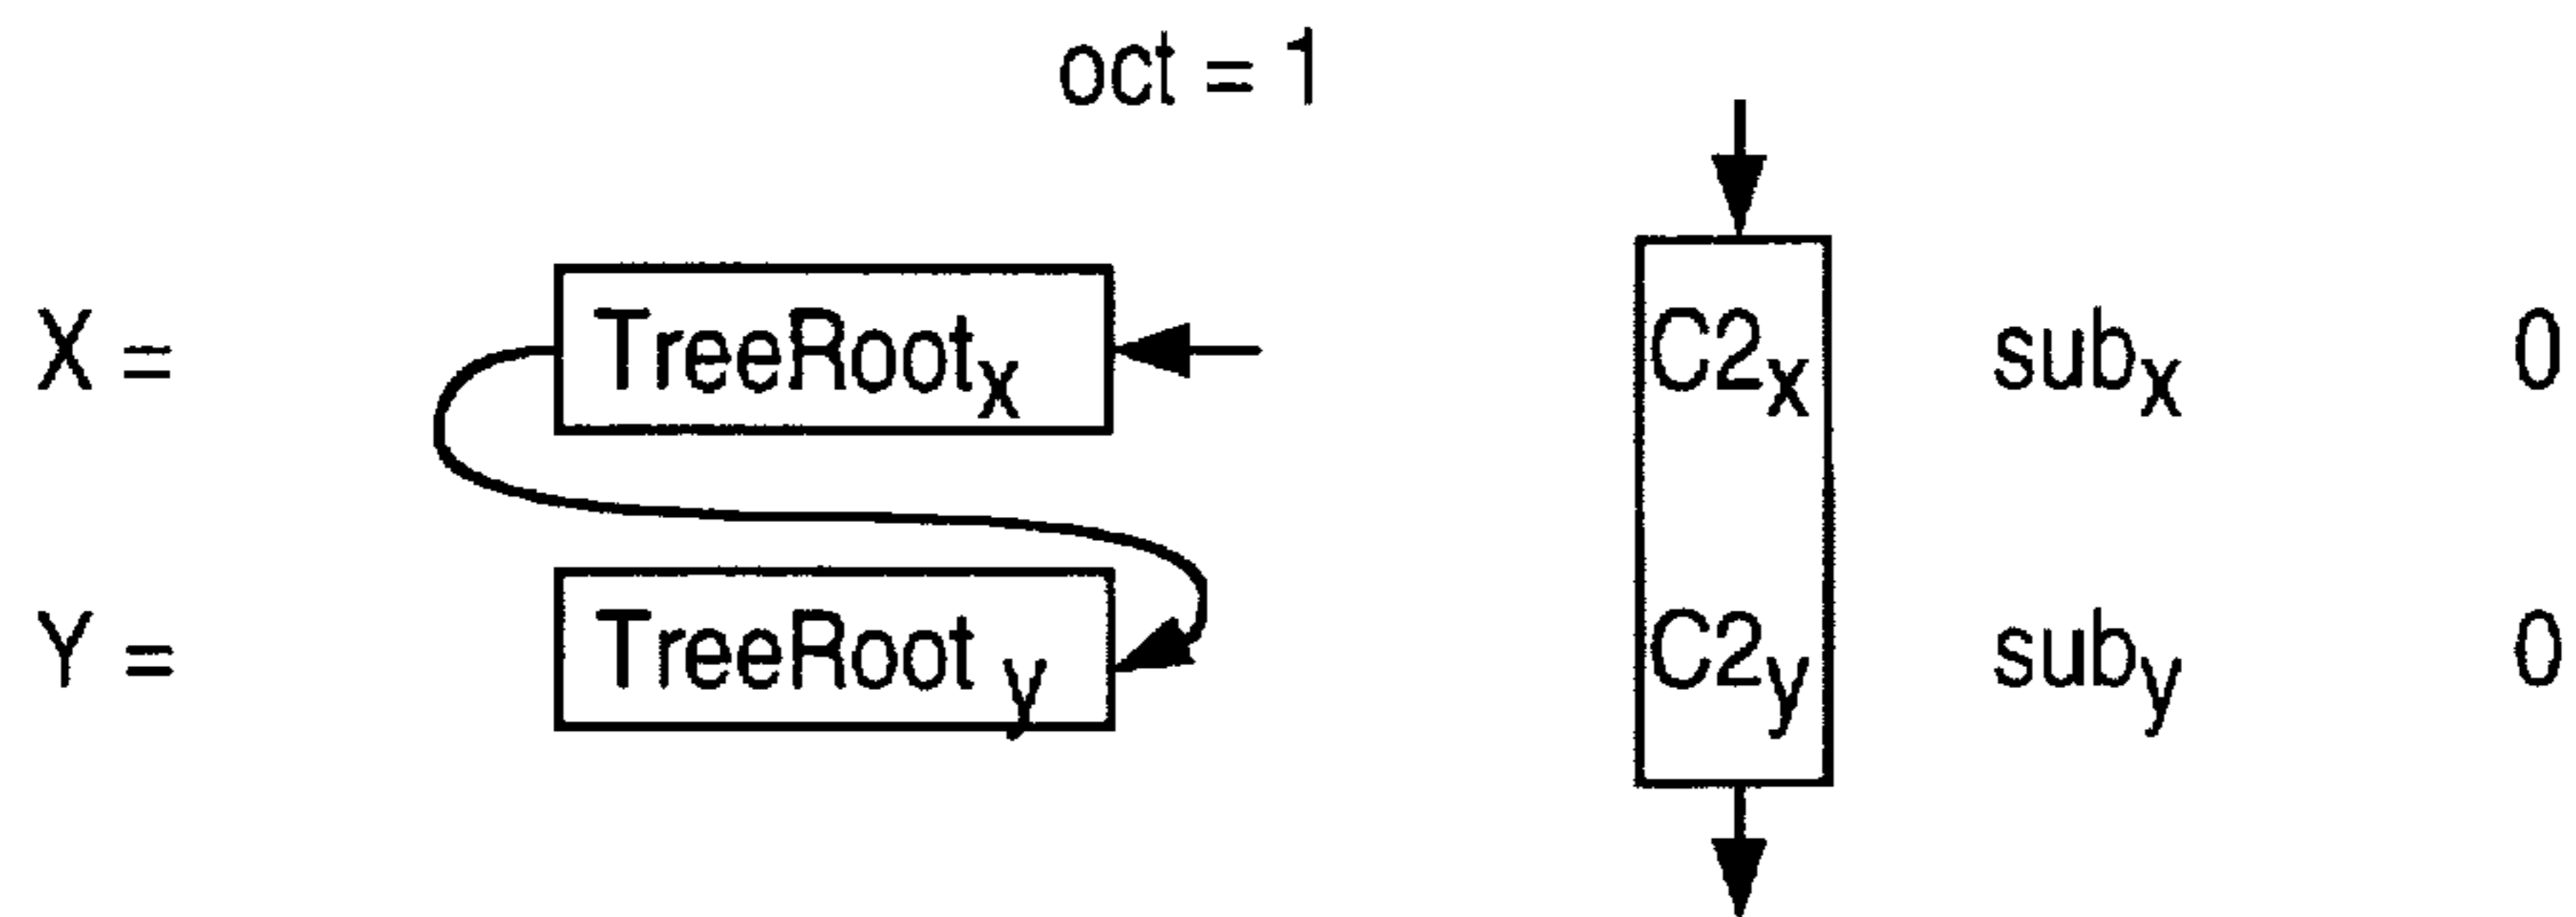 oct = 1
X = TreeRootx C2x subx 0
Y = TreeRoot y C2y suby 0